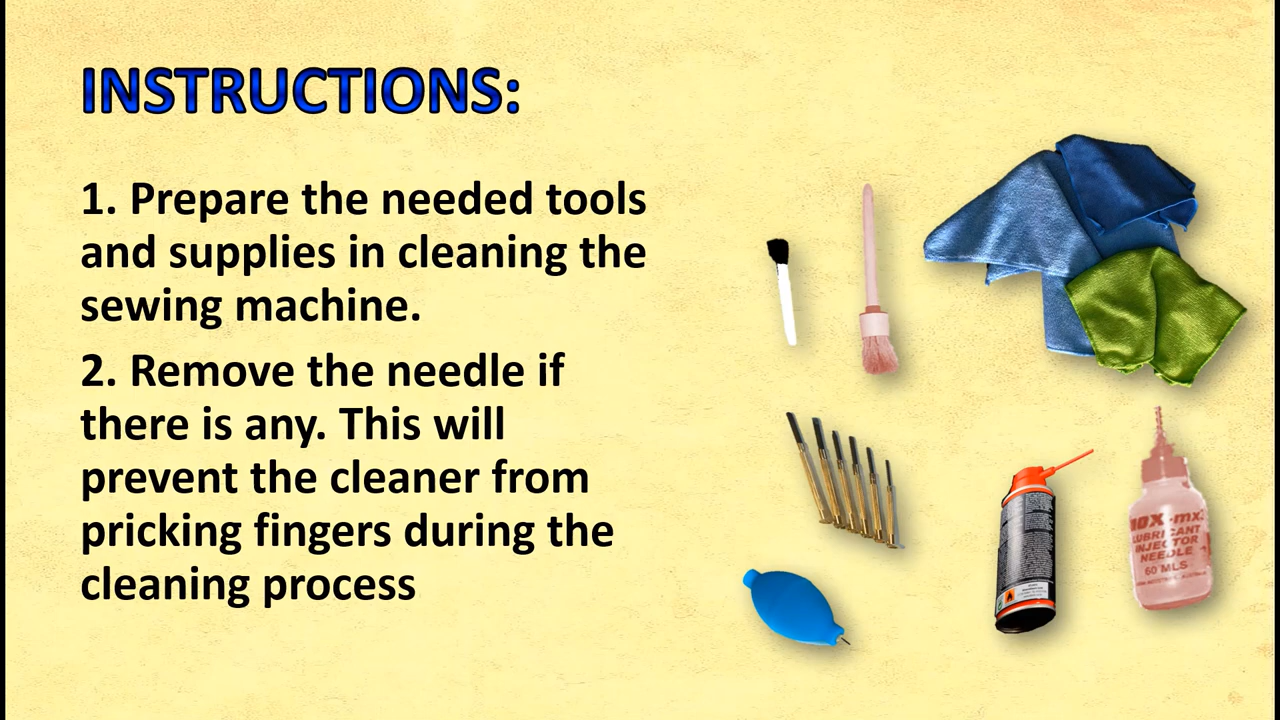 INSTRUCTIONS:
1. Prepare the needed tools
and supplies in cleaning the
sewing machine.
2. Remove the needle if
there is any. This will
prevent the cleaner from
pricking fingers during the
cleaning process
LUBRICANT
INJECTOR
NEEDLE
60 MLS